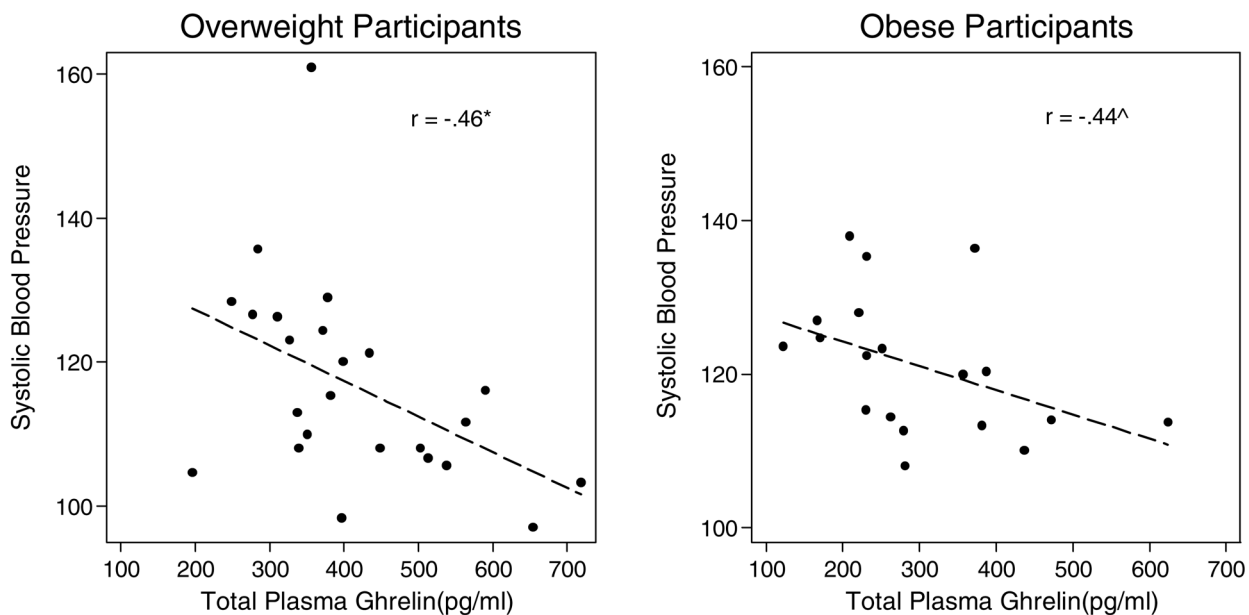 Overweight Participants
160
140
120
100
r = -.46*
Systolic Blood Pressure
100 200 300 400 500 600 700
Total Plasma Ghrelin(pg/ml)
Obese Participants
160
140
120
100
r = -.44^
Systolic Blood Pressure
100 200 300 400 500 600 700
Total Plasma Ghrelin(pg/ml)